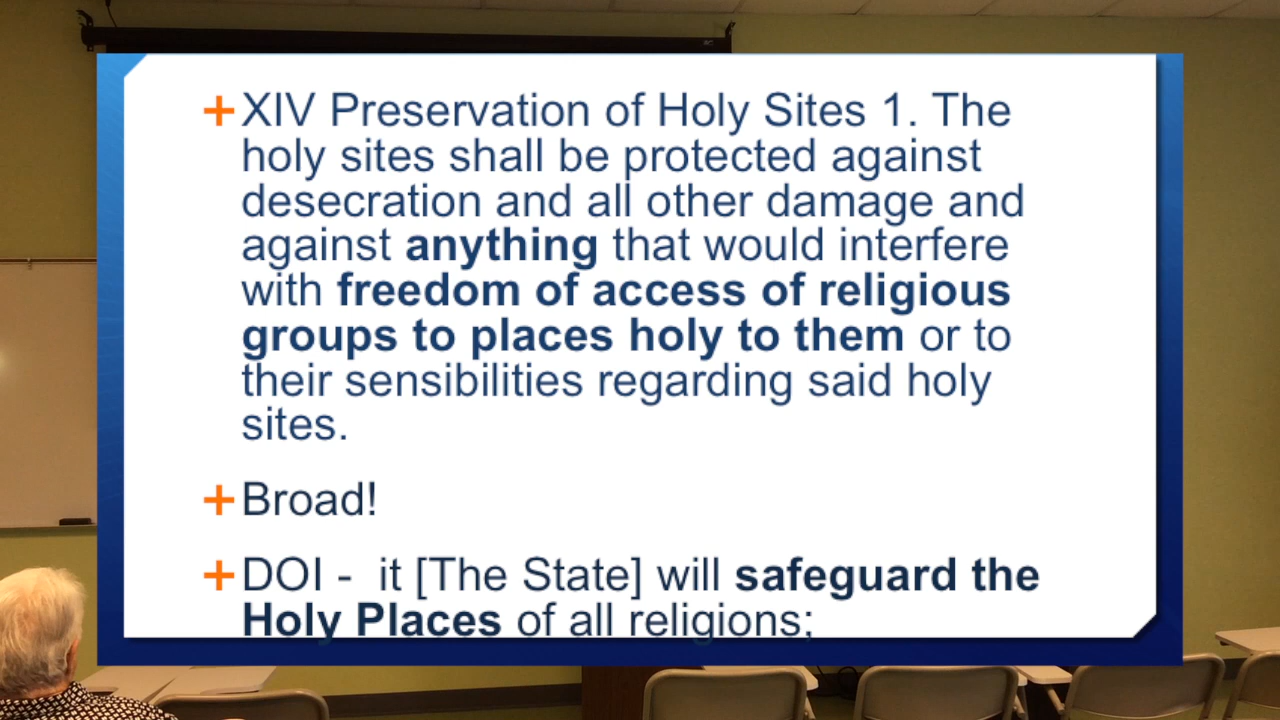 +XIV Preservation of Holy Sites 1. The
holy sites shall be protected against
desecration and all other damage and
against anything that would interfere
with freedom of access of religious
groups to places holy to them or to
their sensibilities regarding said holy
sites.
+Broad!
+DOI - it [The State] will safeguard the
Holy Places of all religions;